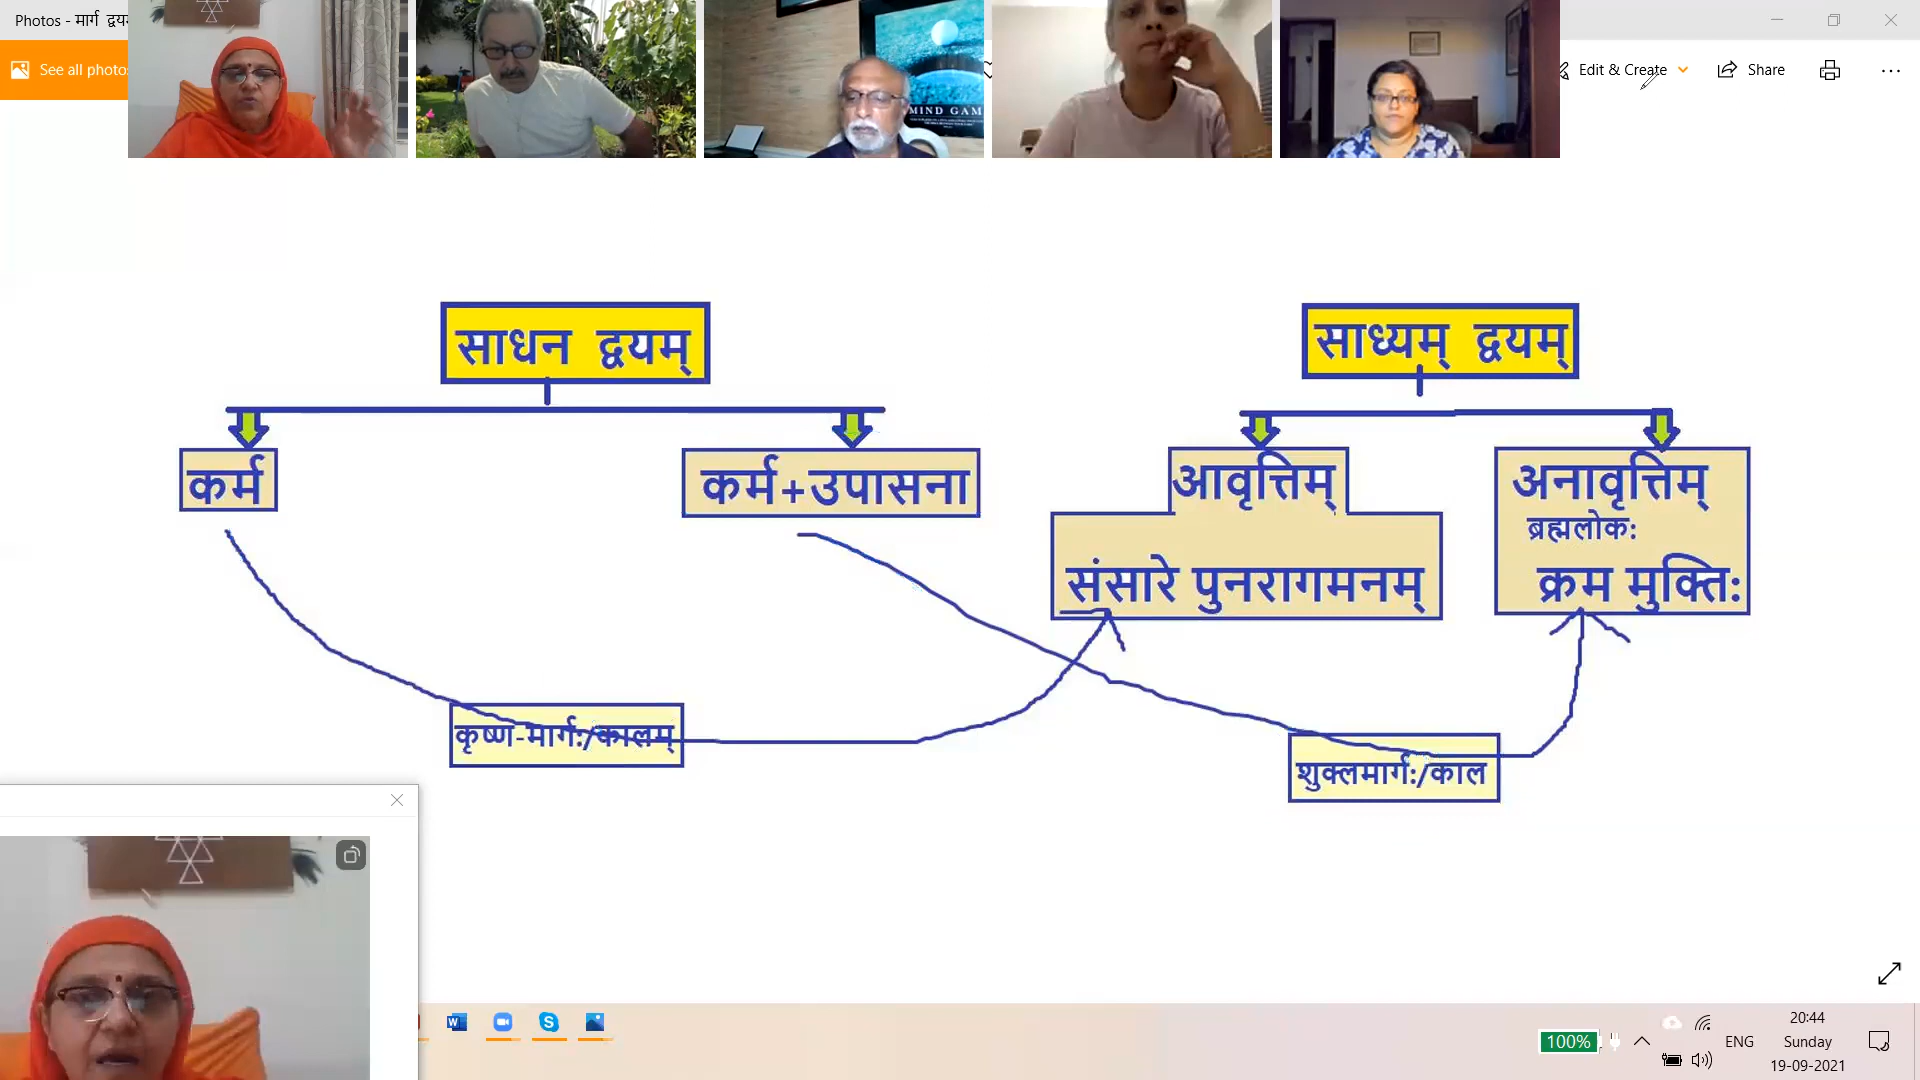 Photos - मार्ग द्वय
See all photos
MIND GAM
Edit & Create
Share
साधन द्वयम्
साध्यम् द्वयम्
कर्म
कर्म+उपासना
आवृत्तिम्
संसारे पुनरागमनम्
अनावृत्तिम्
ब्रह्मलोक:
क्रम मुक्ति:
कृष्ण-मार्ग:/कालम्
शुक्लमार्ग:/काल
100%
ENG
20:44
Sunday
19-09-2021